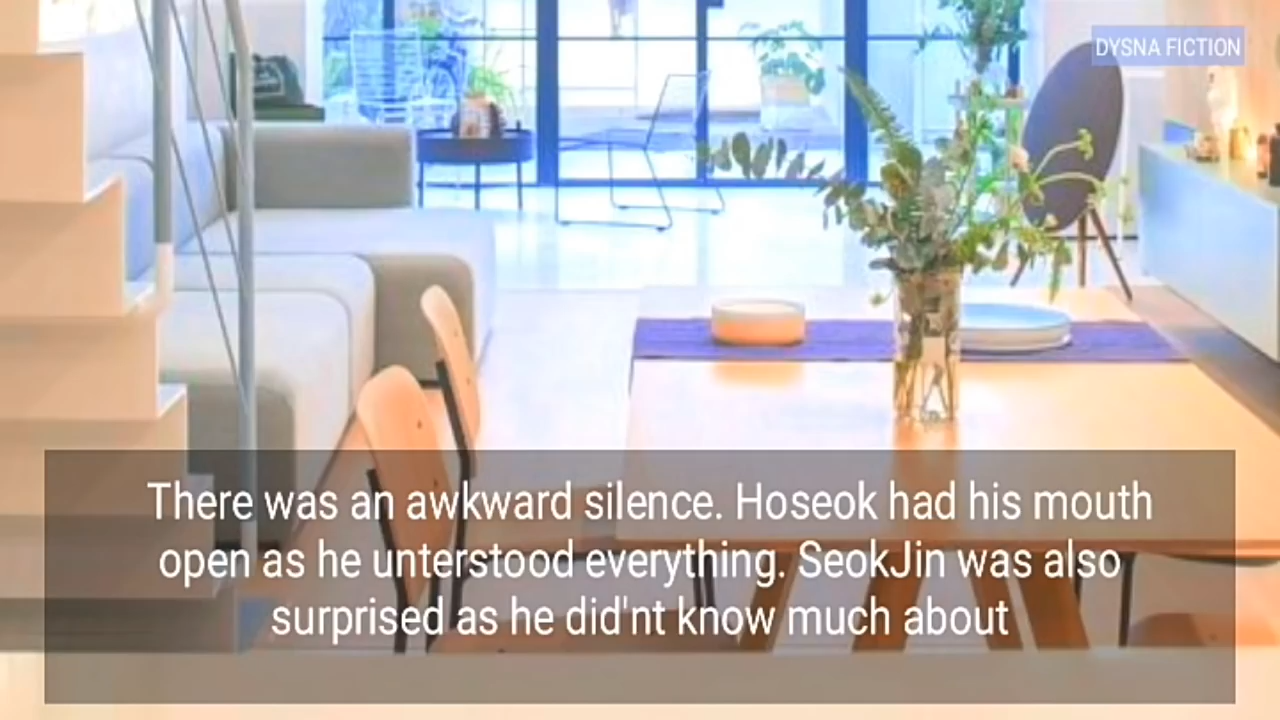 DYSNA FICTION
There was an awkward silence. Hoseok had his mouth
open as he unterstood everything. SeokJin was also
surprised as he did'nt know much about